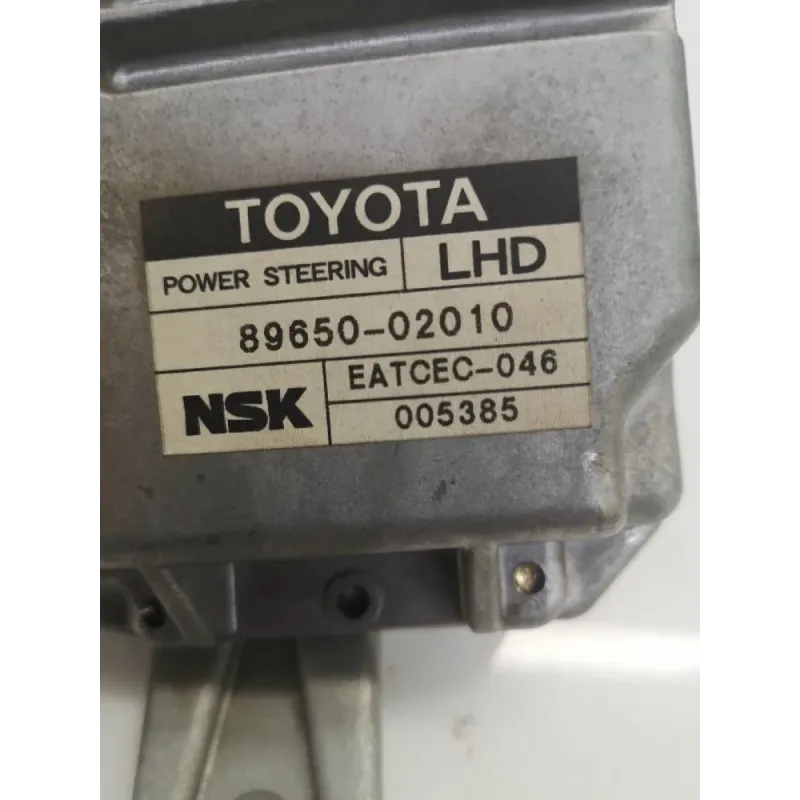 TOYOTA
POWER STEERING LHD
89650-02010
NSK EATCEC-046
005385